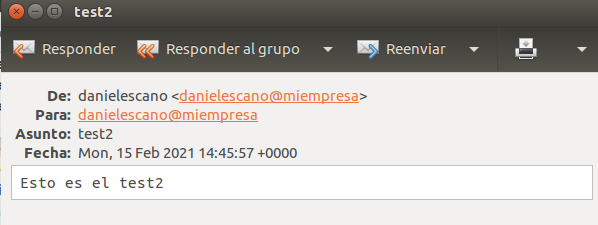 test2
Responder Responder al grupo Reenviar
De: danielescano <danielescano@miempresa>
Para: danielescano@miempresa
Asunto: test2
Fecha: Mon, 15 Feb 2021 14:45:57 +0000
Esto es el test2